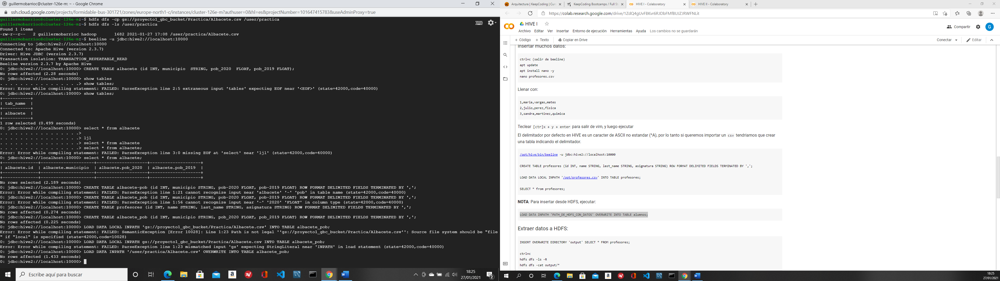 guillermobarrioc@cluster-126e-m: ~ - Google Chrome
ssh.cloud.google.com/projects/formidable-bus-301721/zones/europe-north1-c/instances/cluster-126e-m?authuser=0&hl=es&projectNumber=101647415783&useAdminProxy=true
guillermobarrioc@cluster-126e-m:~$ hdfs dfs -cp gs://proyecto1_gbc_bucket/Practica/Albacete.csv /user/practica
guillermobarrioc@cluster-126e-m:~$ hdfs dfs -ls /user/practica
Found 1 items
-rw-r--r--   2 guillermobarrioc hadoop       1682 2021-01-27 17:08 /user/practica/Albacete.csv
guillermobarrioc@cluster-126e-m:~$ beeline -u jdbc:hive2://localhost:10000
Connecting to jdbc:hive2://localhost:10000
Connected to: Apache Hive (version 2.3.7)
Driver: Hive JDBC (version 2.3.7)
Transaction isolation: TRANSACTION_REPEATABLE_READ
Beeline version 2.3.7 by Apache Hive
0: jdbc:hive2://localhost:10000> CREATE TABLE albacete (id INT, municipio  STRING, pob_2020  FLOAT, pob_2019 FLOAT);
No rows affected (2.28 seconds)
0: jdbc:hive2://localhost:10000> show tables
. . . . . . . . . . . . . . . .> show tables;
Error: Error while compiling statement: FAILED: ParseException line 2:5 extraneous input 'tables' expecting EOF near '<EOF>' (state=42000,code=40000)
0: jdbc:hive2://localhost:10000> show tables;
+-----------+
| tab_name  |
+-----------+
| albacete  |
+-----------+
1 row selected (0.499 seconds)
0: jdbc:hive2://localhost:10000> select * from albacete
. . . . . . . . . . . . . . . .>
. . . . . . . . . . . . . . . .> ljl
. . . . . . . . . . . . . . . .> select * from albacete
. . . . . . . . . . . . . . . .> select * from albacete;
Error: Error while compiling statement: FAILED: ParseException line 3:0 missing EOF at 'select' near 'ljl' (state=42000,code=40000)
0: jdbc:hive2://localhost:10000> select * from albacete;
+--------------+---------------------+--------------------+--------------------+
| albacete.id  | albacete.municipio  | albacete.pob_2020  | albacete.pob_2019  |
+--------------+---------------------+--------------------+--------------------+
+--------------+---------------------+--------------------+--------------------+
No rows selected (2.189 seconds)
0: jdbc:hive2://localhost:10000> CREATE TABLE albacete-pob (id INT, municipio STRING, pob-2020 FLOAT, pob-2019 FLOAT) ROW FORMAT DELIMITED FIELDS TERMINATED BY ',';
Error: Error while compiling statement: FAILED: ParseException line 1:21 cannot recognize input near 'albacete' '-' 'pob' in table name (state=42000,code=40000)
0: jdbc:hive2://localhost:10000> CREATE TABLE albacete_pob (id INT, municipio STRING, pob-2020 FLOAT, pob-2019 FLOAT) ROW FORMAT DELIMITED FIELDS TERMINATED BY ',';
Error: Error while compiling statement: FAILED: ParseException line 1:56 cannot recognize input near '-' '2020' 'FLOAT' in column type (state=42000,code=40000)
0: jdbc:hive2://localhost:10000> CREATE TABLE profesores (id INT, name STRING, last_name STRING, asignatura STRING) ROW FORMAT DELIMITED FIELDS TERMINATED BY ',';
No rows affected (0.274 seconds)
0: jdbc:hive2://localhost:10000> CREATE TABLE albacete_pob (id INT, municipio STRING, pob_2020 FLOAT, pob_2019 FLOAT) ROW FORMAT DELIMITED FIELDS TERMINATED BY ',';
No rows affected (0.225 seconds)
0: jdbc:hive2://localhost:10000> LOAD DATA LOCAL INPATH 'gs://proyecto1_gbc_bucket/Practica/Albacete.csv' INTO TABLE albacete_pob;
Error: Error while compiling statement: FAILED: SemanticException [Error 10028]: Line 1:23 Path is not legal ''gs://proyecto1_gbc_bucket/Practica/Albacete.csv'': Source file system should be "file
" if "local" is specified (state=42000,code=10028)
0: jdbc:hive2://localhost:10000> LOAD DATA LOCAL INPATH gs://proyecto1_gbc_bucket/Practica/Albacete.csv INTO TABLE albacete_pob;
Error: Error while compiling statement: FAILED: ParseException line 1:23 mismatched input 'gs' expecting StringLiteral near 'INPATH' in load statement (state=42000,code=40000)
0: jdbc:hive2://localhost:10000> LOAD DATA INPATH '/user/practica/Albacete.csv' OVERWRITE INTO TABLE albacete_pob;
No rows affected (1.433 seconds)
0: jdbc:hive2://localhost:10000>
Escribe aquí para buscar
18:25
27/01/2021
2
Arquitectura | KeepCoding | Cur
KeepCoding Bootcamps / Full St
HIVE I - Colaboratory
HIVE II - Colaboratory
https://colab.research.google.com/drive/1ZdQ4gUvFBKvr6RJDbFMfBUJZJRWFNLit
HIVE I
Archivo Editar Ver Insertar Entorno de ejecución Herramientas Ayuda Los cambios no se guardarán
Compartir
G
+ Código + Texto Copiar en Drive
Conectar
Editar
Insertar muchos datos:
ctrl+c (salir de beeline)
apt update
apt install nano -y
nano profesores.csv
Llenar con:
1,maria,vargas,mates
2,julio,perez,fisica
3,sandra,martinez,quimica
Teclear [ctr]x + y + enter para salir de vim, y luego ejecutar
El delimitador por defecto en HIVE es un caracter de ASCII no estandar (^A), por lo tanto si queremos importar un csv tendriamos que crear
una tabla indicando el delimitador.
/opt/hive/bin/beeline -u jdbc:hive2://localhost:10000
CREATE TABLE profesores (id INT, name STRING, last_name STRING, asignatura STRING) ROW FORMAT DELIMITED FIELDS TERMINATED BY ',';
LOAD DATA LOCAL INPATH '/opt/profesores.csv' INTO TABLE profesores;
SELECT * from profesores;
NOTA: Para insertar desde HDFS, ejecutar:
LOAD DATA INPATH 'PATH_DE_HDFS_CON_DATOS' OVERWRITE INTO TABLE alumnos;
Extraer datos a HDFS:
INSERT OVERWRITE DIRECTORY 'output' SELECT * FROM profesores;
ctrl+c
hdfs dfs -ls -R
hdfs dfs -cat output/*
18:25
27/01/2021